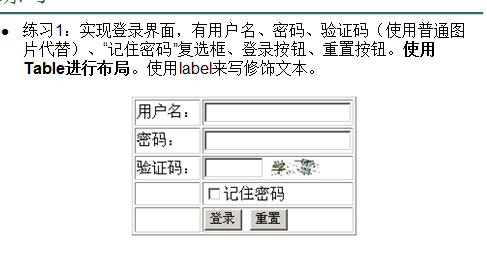 练习1：实现登录界面，有用户名、密码、验证码（使用普通图
片代替）、“记住密码”复选框、登录按钮、重置按钮。使用
Table进行布局。使用label来写修饰文本。
用户名：
密码：
验证码：
记住密码
登录 重置